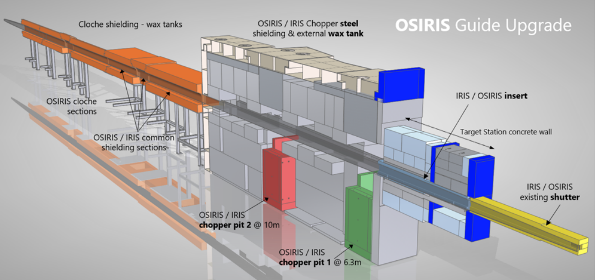 Cloche shielding - wax tanks
OSIRIS / IRIS Chopper steel
shielding & external wax tank
OSIRIS Guide Upgrade
IRIS / OSIRIS insert
OSIRIS cloche
sections
Target Station concrete wall
OSIRIS / IRIS common
shielding sections
IRIS / OSIRIS
existing shutter
OSIRIS / IRIS
chopper pit 2 @ 10m
OSIRIS / IRIS
chopper pit 1 @ 6.3m